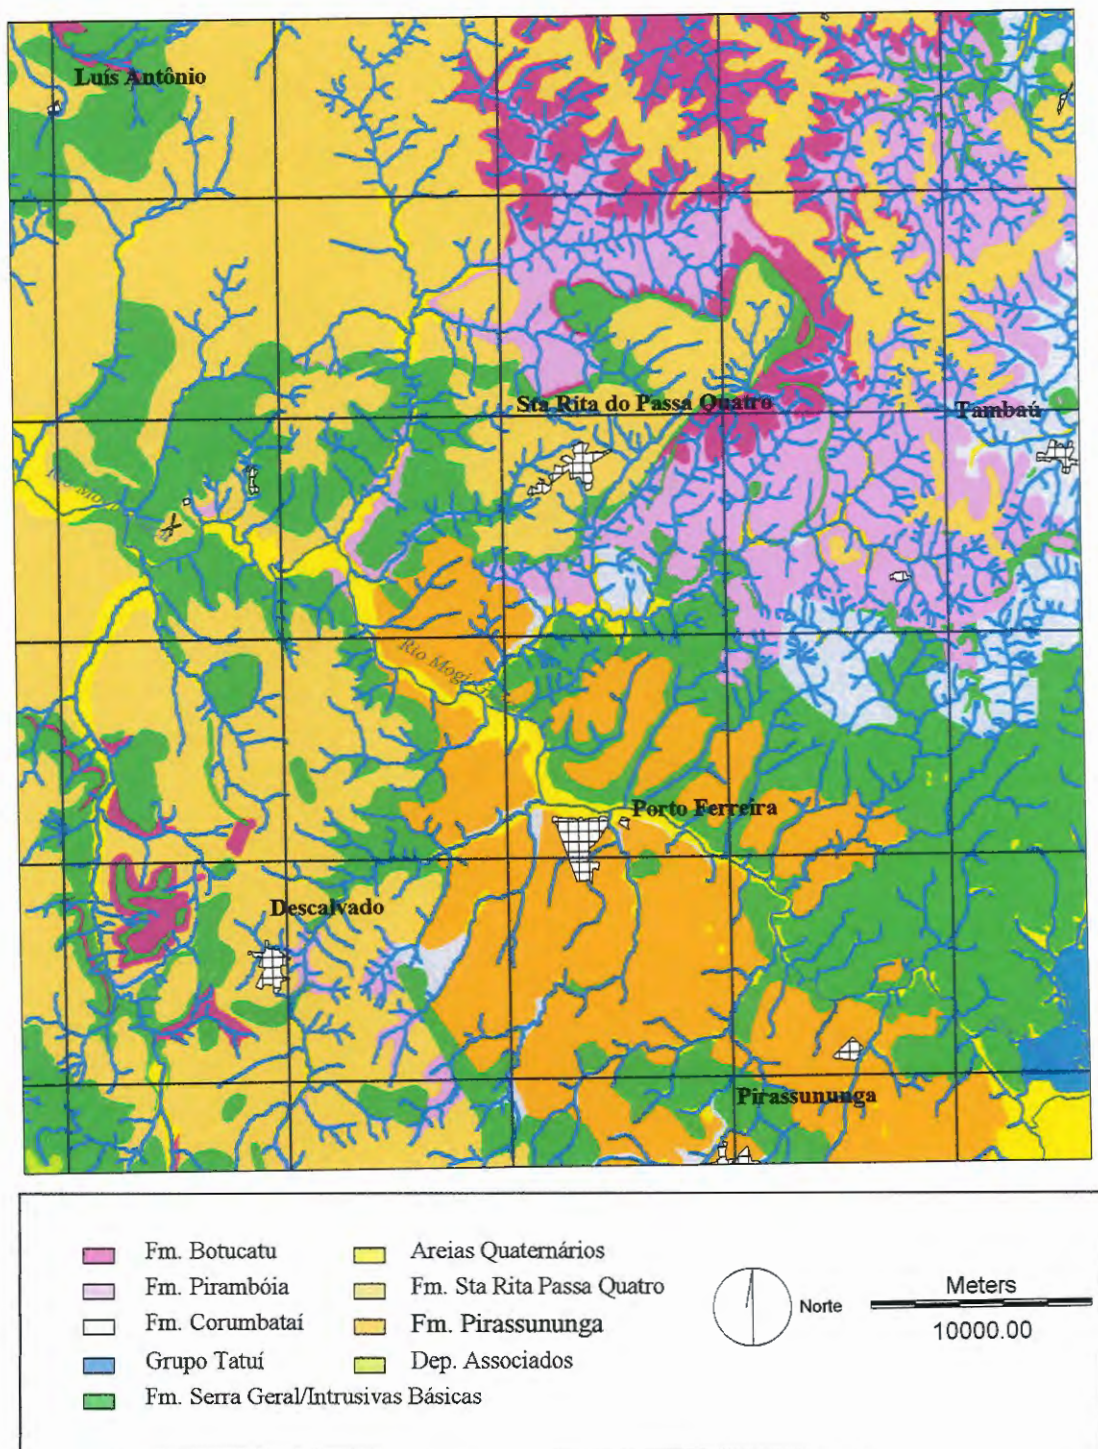 Luís Antônio
Sta Rita do Passa Quatro
Tambaú
Rio Mogi
Porto Ferreira
Descalvado
Pirassununga
Fm. Botucatu
Fm. Pirambóia
Fm. Corumbataí
Grupo Tatuí
Fm. Serra Geral/Intrusivas Básicas
Areias Quaternários
Fm. Sta Rita Passa Quatro
Fm. Pirassununga
Dep. Associados
Norte
Meters
10000.00